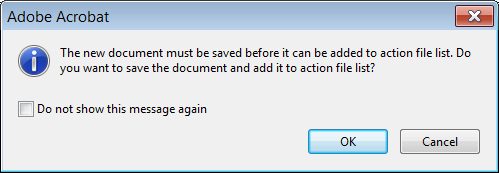 Adobe Acrobat
The new document must be saved before it can be added to action file list. Do
you want to save the document and add it to action file list?
Do not show this message again
OK
Cancel